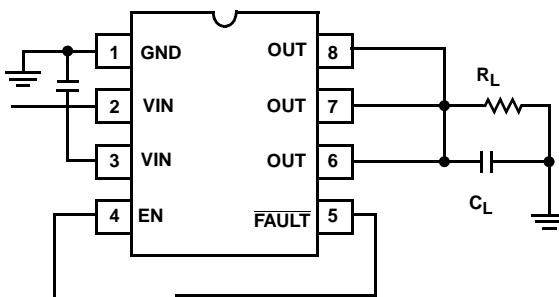 1 GND OUT 8
2 VIN OUT 7
3 VIN OUT 6
4 EN FAULT 5
RL
CL